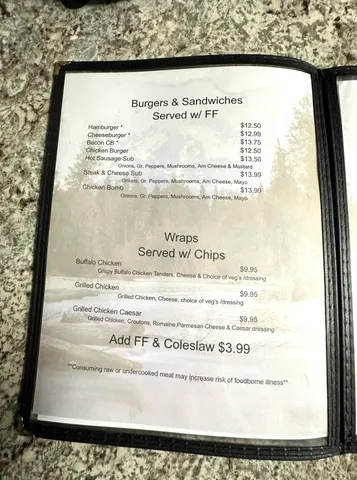 Burgers & Sandwiches
Served w/ FF
Hamburger * $12.50
Cheeseburger * $12.99
Bacon CB * $13.75
Chicken Burger $12.50
Hot Sausage Sub $13.50
Onions, Gr. Peppers, Mushrooms, Am Cheese & Mustard
Steak & Cheese Sub $13.99
Onions, Gr. Peppers, Mushrooms, Am Cheese, Mayo
Chicken Bomb $13.99
Onions, Gr. Peppers, Mushrooms, Am Cheese, Mayo
Wraps
Served w/ Chips
Buffalo Chicken $9.95
Crispy Buffalo Chicken Tenders, Cheese & Choice of veg's /dressing
Grilled Chicken $9.95
Grilled Chicken, Cheese, choice of veg's /dressing
Grilled Chicken Caesar $9.95
Grilled Chicken, Croutons, Romaine,Parmesan Cheese & Caesar dressing
Add FF & Coleslaw $3.99
**Consuming raw or undercooked meat may increase risk of foodborne illness**